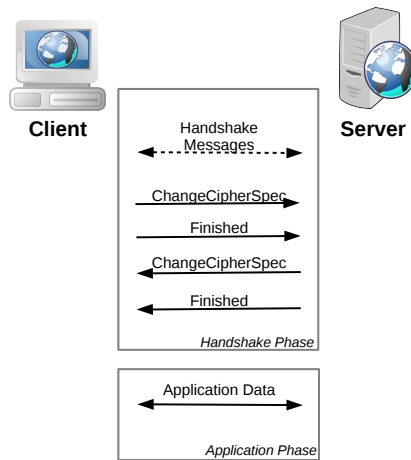 Client
Server
Handshake
Messages
ChangeCipherSpec
Finished
ChangeCipherSpec
Finished
Handshake Phase
Application Data
Application Phase